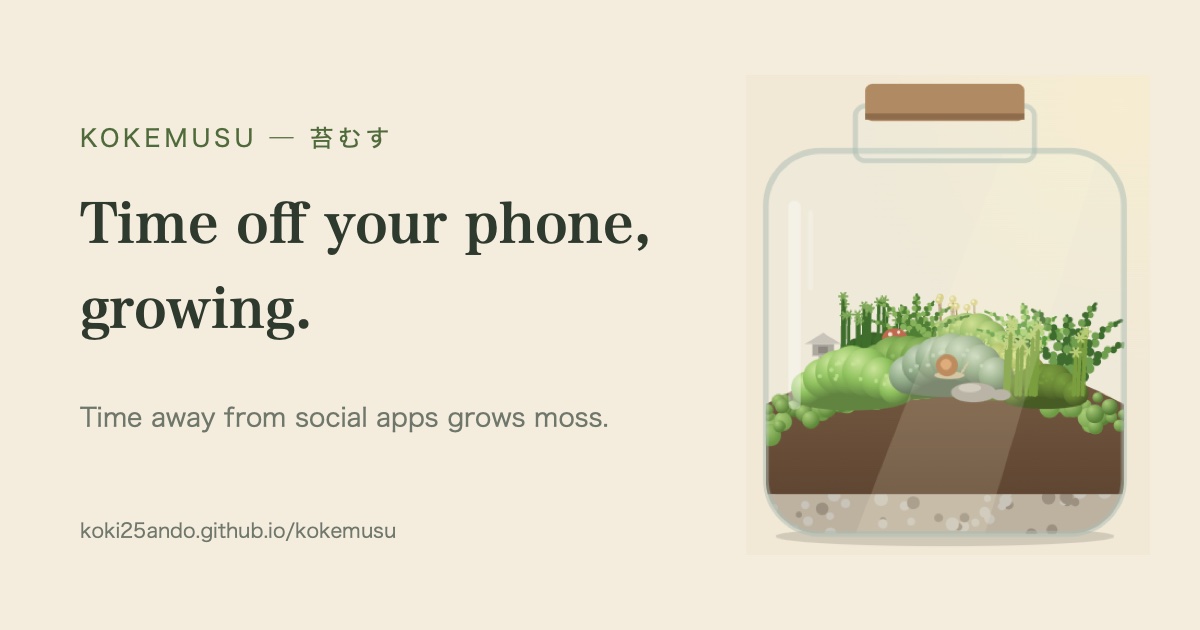 KOKEMUSU — 苔むす
Time off your phone,
growing.
Time away from social apps grows moss.
koki25ando.github.io/kokemusu